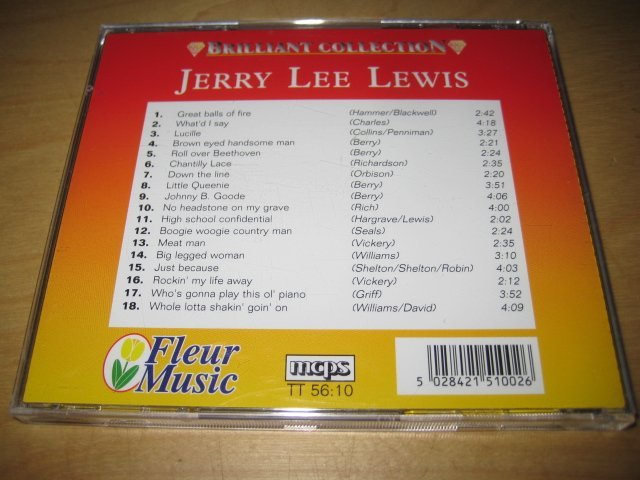 BRILLIANT COLLECTION
JERRY LEE LEWIS
1. Great balls of fire (Hammer/Blackwell) 2:42
2. What'd I say (Charles) 4:18
3. Lucille (Collins/Penniman) 3:27
4. Brown eyed handsome man (Berry) 2:21
5. Roll over Beethoven (Berry) 2:24
6. Chantilly Lace (Richardson) 2:35
7. Down the line (Orbison) 2:20
8. Little Queenie (Berry) 3:51
9. Johnny B. Goode (Berry) 4:06
10. No headstone on my grave (Rich) 4:00
11. High school confidential (Hargrave/Lewis) 2:02
12. Boogie woogie country man (Seals) 2:24
13. Meat man (Vickery) 2:35
14. Big legged woman (Williams) 3:10
15. Just because (Shelton/Shelton/Robin) 4:03
16. Rockin' my life away (Vickery) 2:12
17. Who's gonna play this ol' piano (Griff) 3:52
18. Whole lotta shakin' goin' on (Williams/David) 4:09
Fleur
Music
mcps
TT 56:10
5 028421 510026